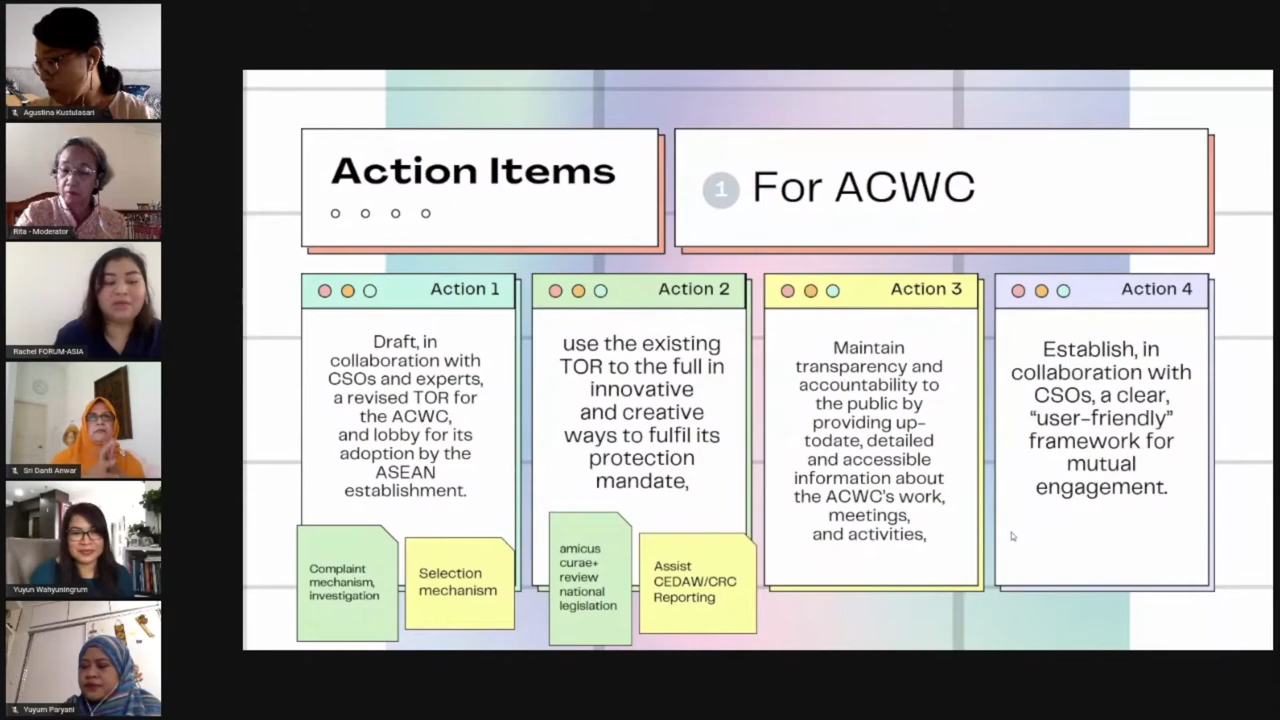 Agustina Kustulasari
Rita - Moderator
Rachel FORUM-ASIA
Sri Danti Anwar
Yuyun Wahyuningrum
Yuyum Paryani
Action Items
1 For ACWC
Action 1
Draft, in
collaboration with
CSOs and experts,
a revised TOR for
the ACWC,
and lobby for its
adoption by the
ASEAN
establishment.
Complaint
mechanism,
investigation
Selection
mechanism
Action 2
use the existing
TOR to the full in
innovative
and creative
ways to fulfil its
protection
mandate,
amicus
curae+
review
national
legislation
Assist
CEDAW/CRC
Reporting
Action 3
Maintain
transparency and
accountability to
the public by
providing up-
todate, detailed
and accessible
information about
the ACWC's work,
meetings,
and activities,
Action 4
Establish, in
collaboration with
CSOs, a clear,
“user-friendly”
framework for
mutual
engagement.